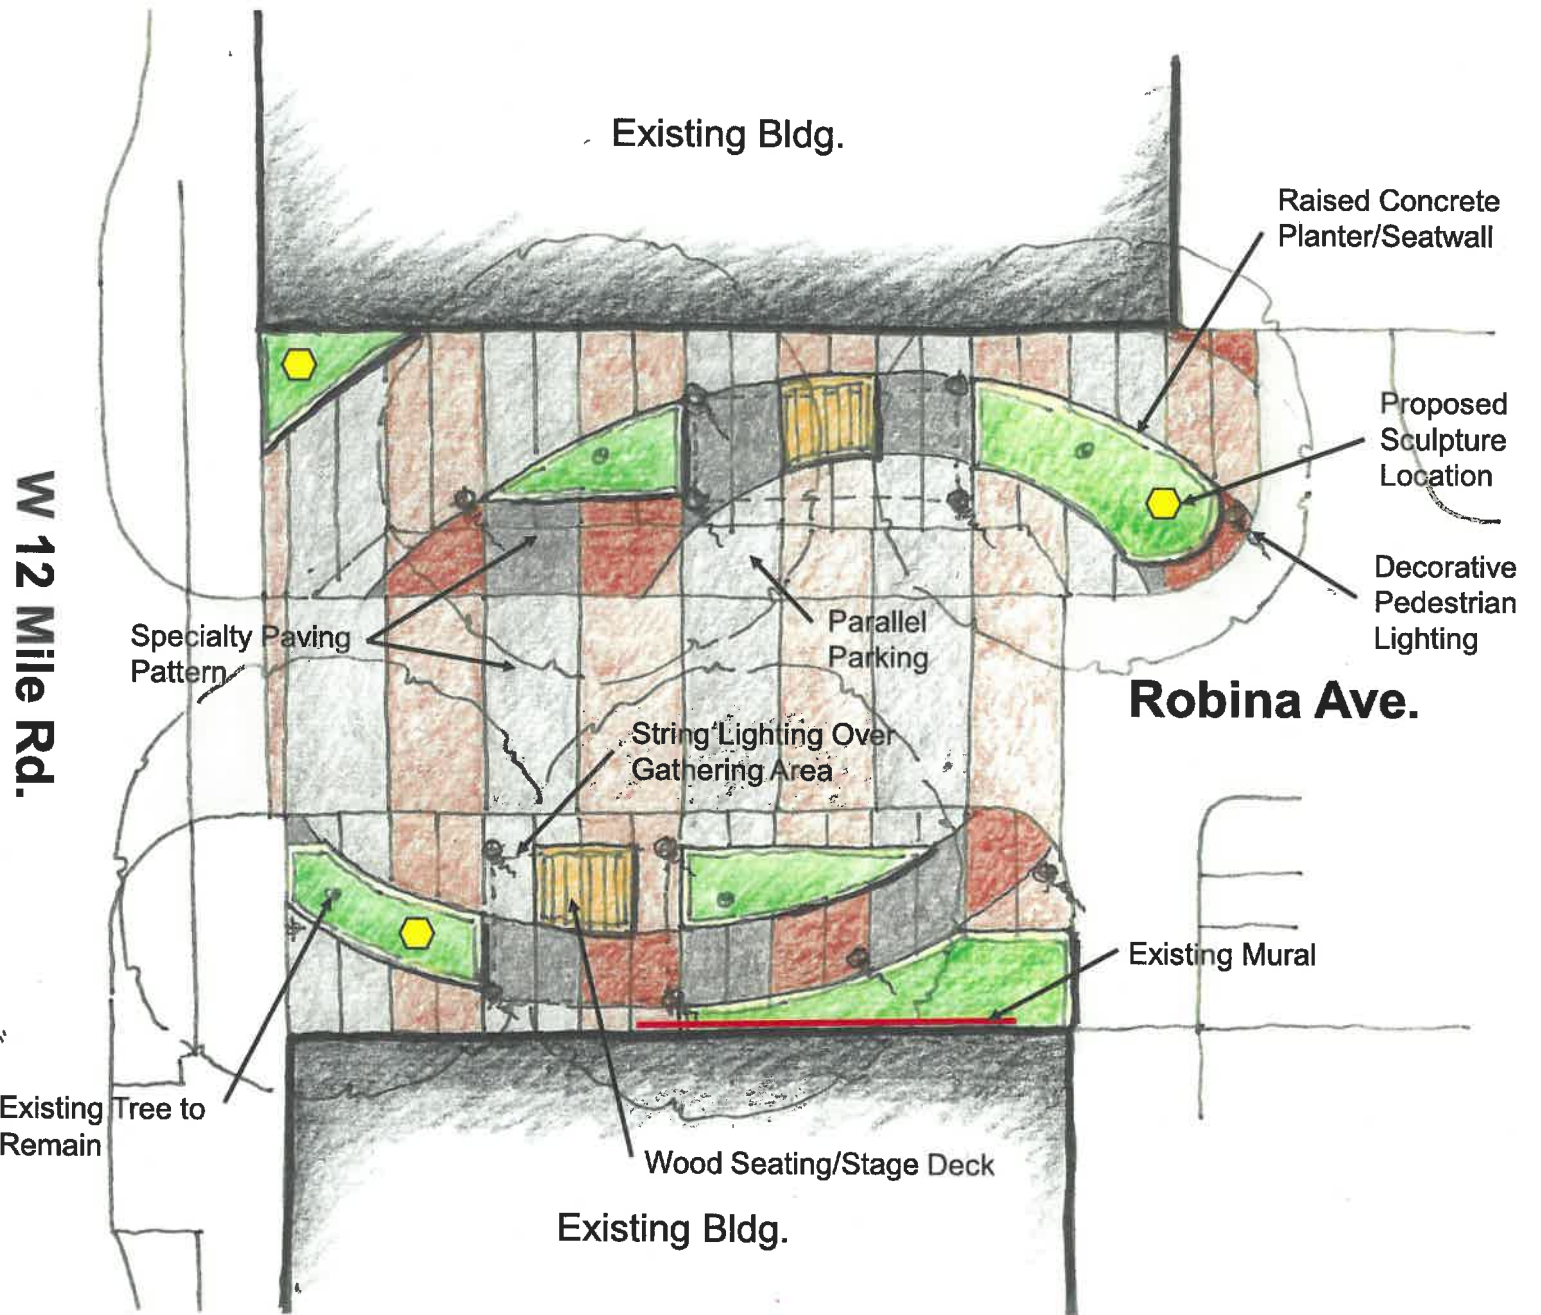 Existing Bldg.
Raised Concrete
Planter/Seatwall
Proposed
Sculpture
Location
Decorative
Pedestrian
Lighting
W 12 Mile Rd.
Specialty Paving
Pattern
Parallel
Parking
Robina Ave.
String Lighting Over
Gathering Area
Existing Mural
Existing Tree to
Remain
Wood Seating/Stage Deck
Existing Bldg.